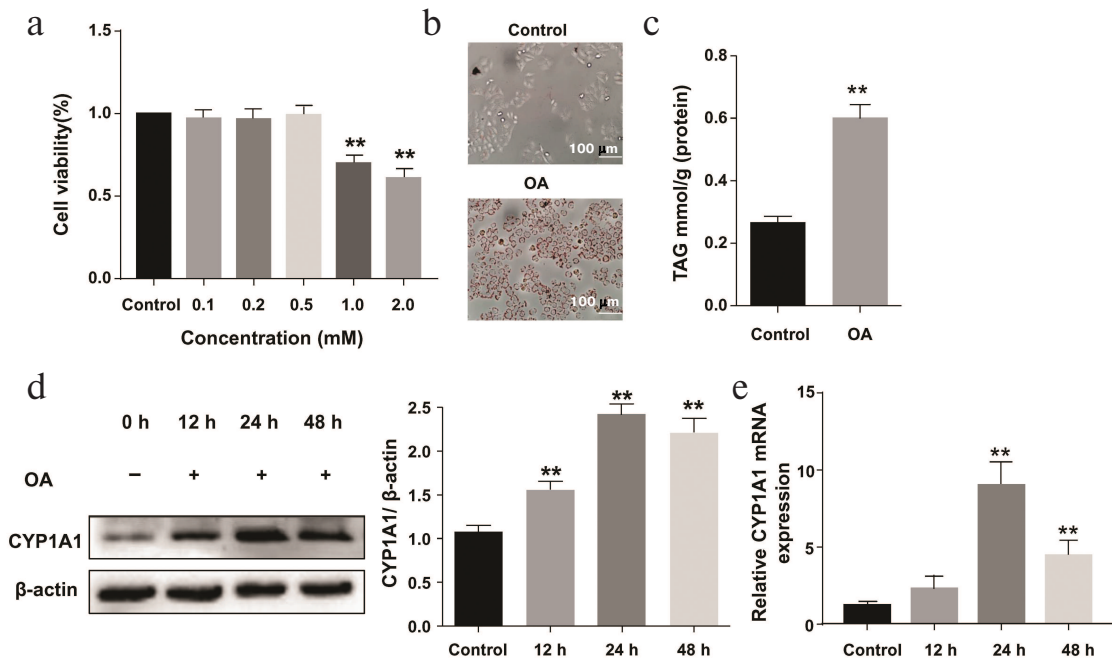 a
Cell viability(%)
1.5
1.0
0.5
0.0
**
**
Control 0.1 0.2 0.5 1.0 2.0
Concentration (mM)
b
Control
100 μm
OA
100 μm
c
TAG mmol/g (protein)
0.8
0.6
0.4
0.2
0.0
**
Control OA
d
0 h 12 h 24 h 48 h
OA – + + +
CYP1A1
β-actin
CYP1A1/ β-actin
2.5
2.0
1.5
1.0
0.5
0.0
**
**
**
Control 12 h 24 h 48 h
e
Relative CYP1A1 mRNA
expression
15
10
5
0
**
**
Control 12 h 24 h 48 h